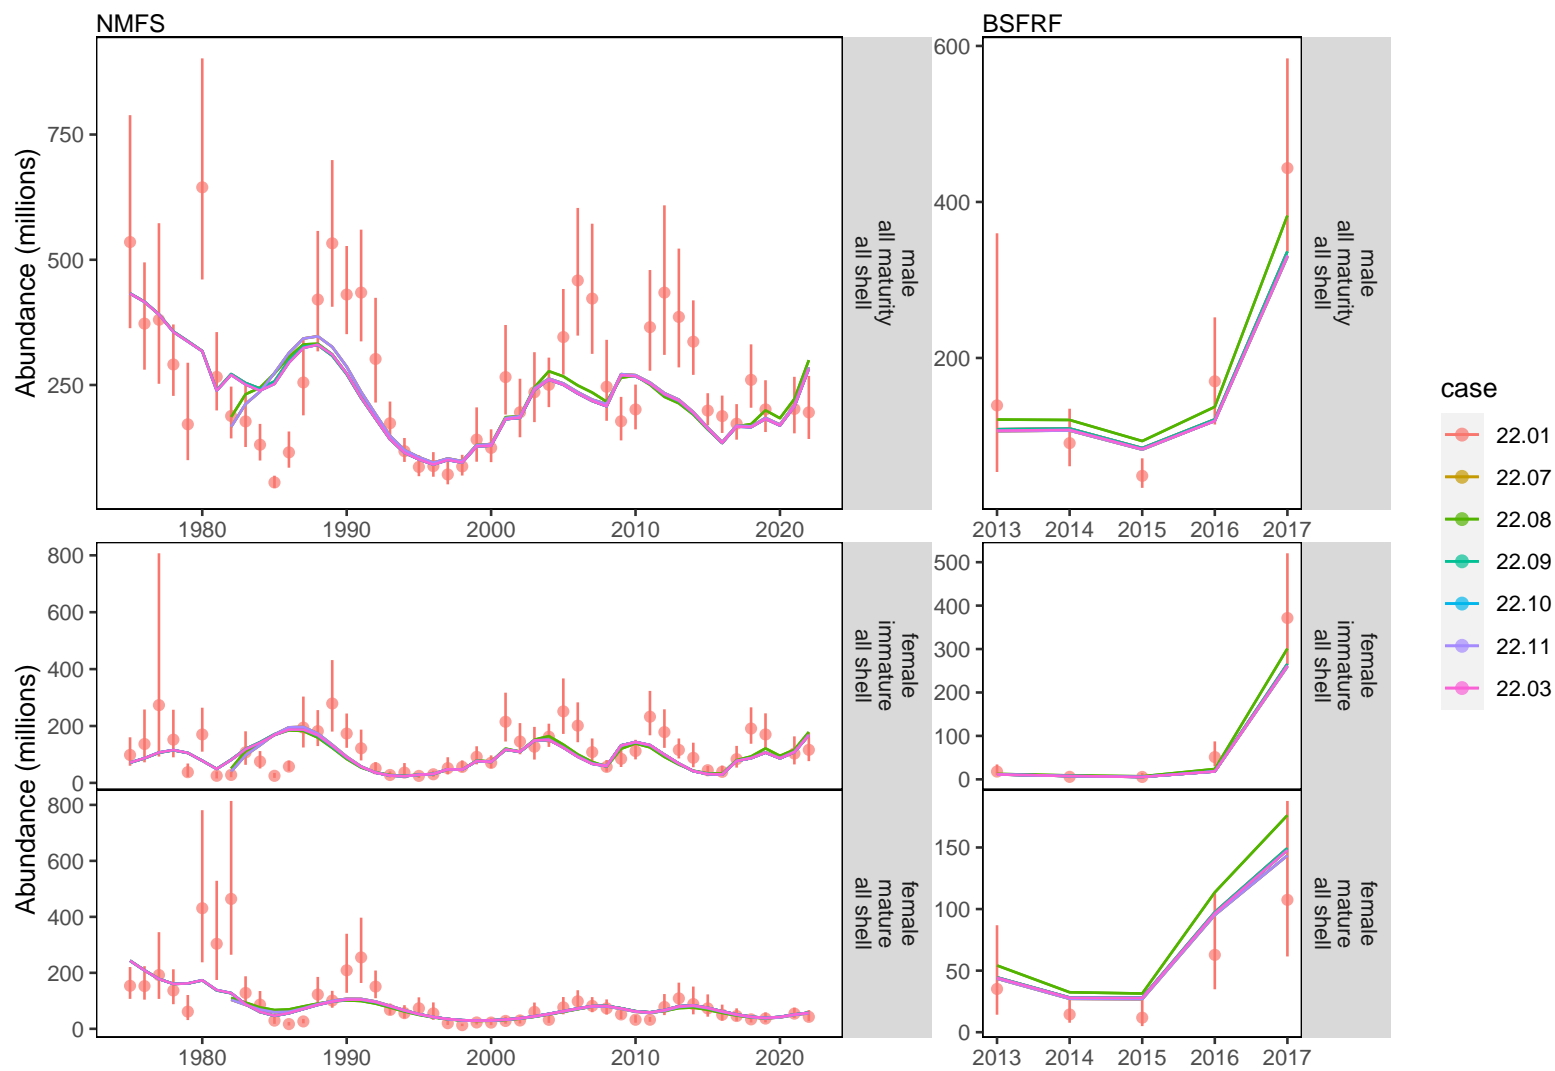 NMFS
BSFRF
Abundance (millions)
750
500
250
male
all maturity
all shell
1980
1990
2000
2010
2020
600
400
200
male
all maturity
all shell
2013
2014
2015
2016
2017
Abundance (millions)
800
600
400
200
0
female
immature
all shell
800
600
400
200
0
female
mature
all shell
1980
1990
2000
2010
2020
500
400
300
200
100
0
female
immature
all shell
150
100
50
0
female
mature
all shell
2013
2014
2015
2016
2017
case
22.01
22.07
22.08
22.09
22.10
22.11
22.03